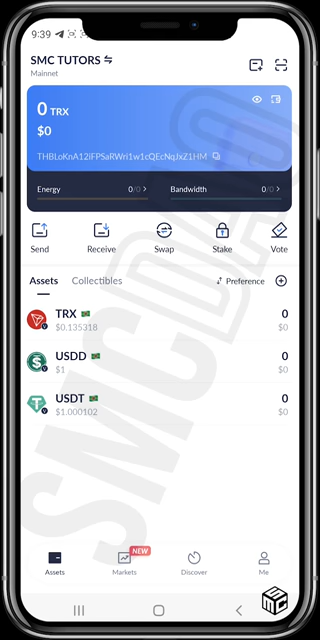 9:39
SMC TUTORS
Mainnet
0 TRX
$0
THBLoKnA12iFPSaRWri1w1cQEcNqJxZ1HM
Energy 0/0 >
Bandwidth 0/0 >
Send Receive Swap Stake Vote
Assets Collectibles Preference
TRX 0
$0.135318 $0
USDD 0
$1 $0
USDT 0
$1.000102 $0
NEW
Assets Markets Discover Me
SMCDAO
SMC